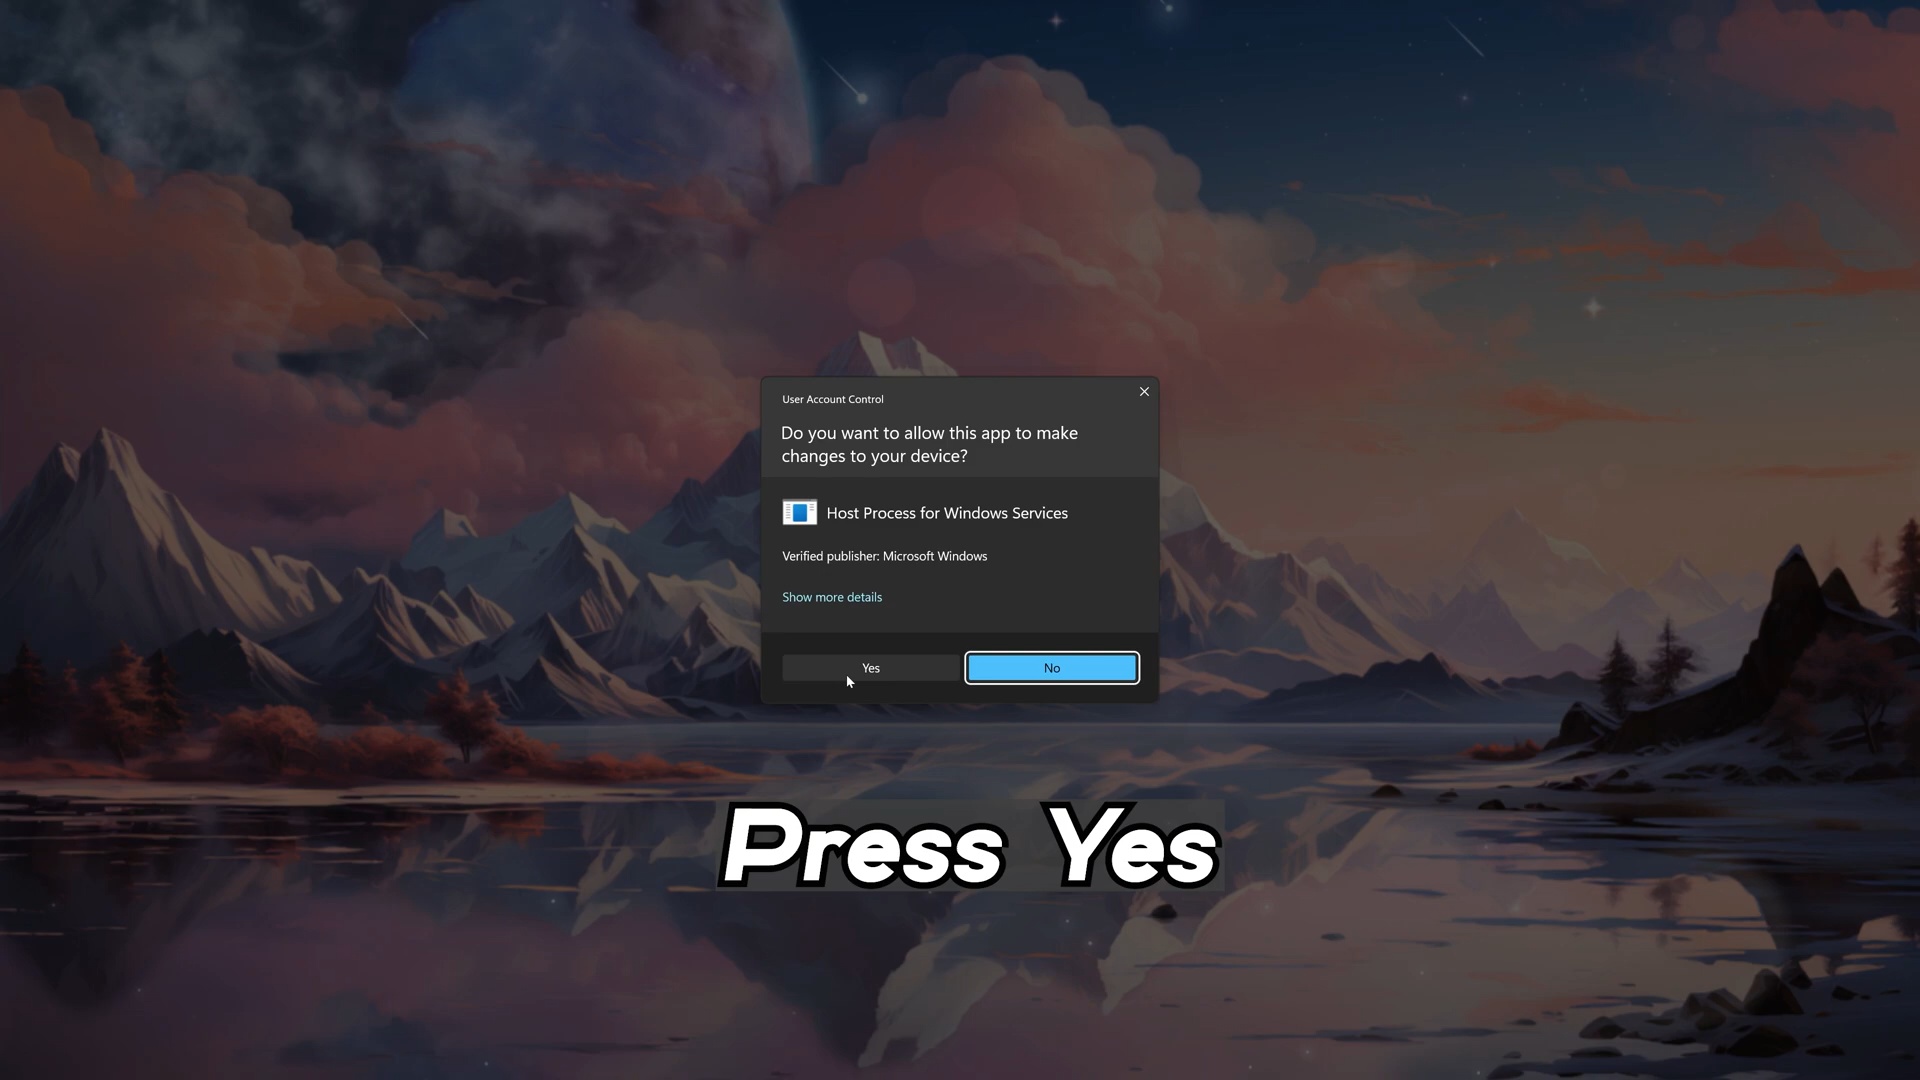 User Account Control
Do you want to allow this app to make
changes to your device?
Host Process for Windows Services
Verified publisher: Microsoft Windows
Show more details
Yes
No
Press Yes